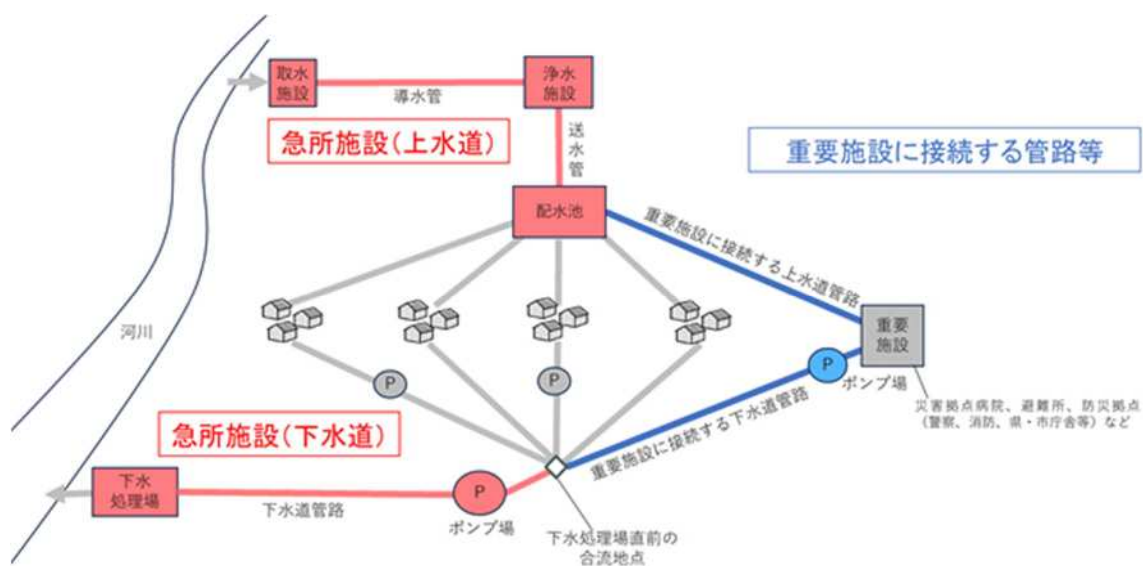 取水
施設
導水管
浄水
施設
急所施設(上水道)
送水管
重要施設に接続する管路等
配水池
重要施設に接続する上水道管路
河川
重要
施設
P
ポンプ場
P
P
災害拠点病院、避難所、防災拠点
(警察、消防、県・市庁舎等)など
急所施設(下水道)
重要施設に接続する下水道管路
下水
処理場
下水道管路
P
ポンプ場
下水処理場直前の
合流地点